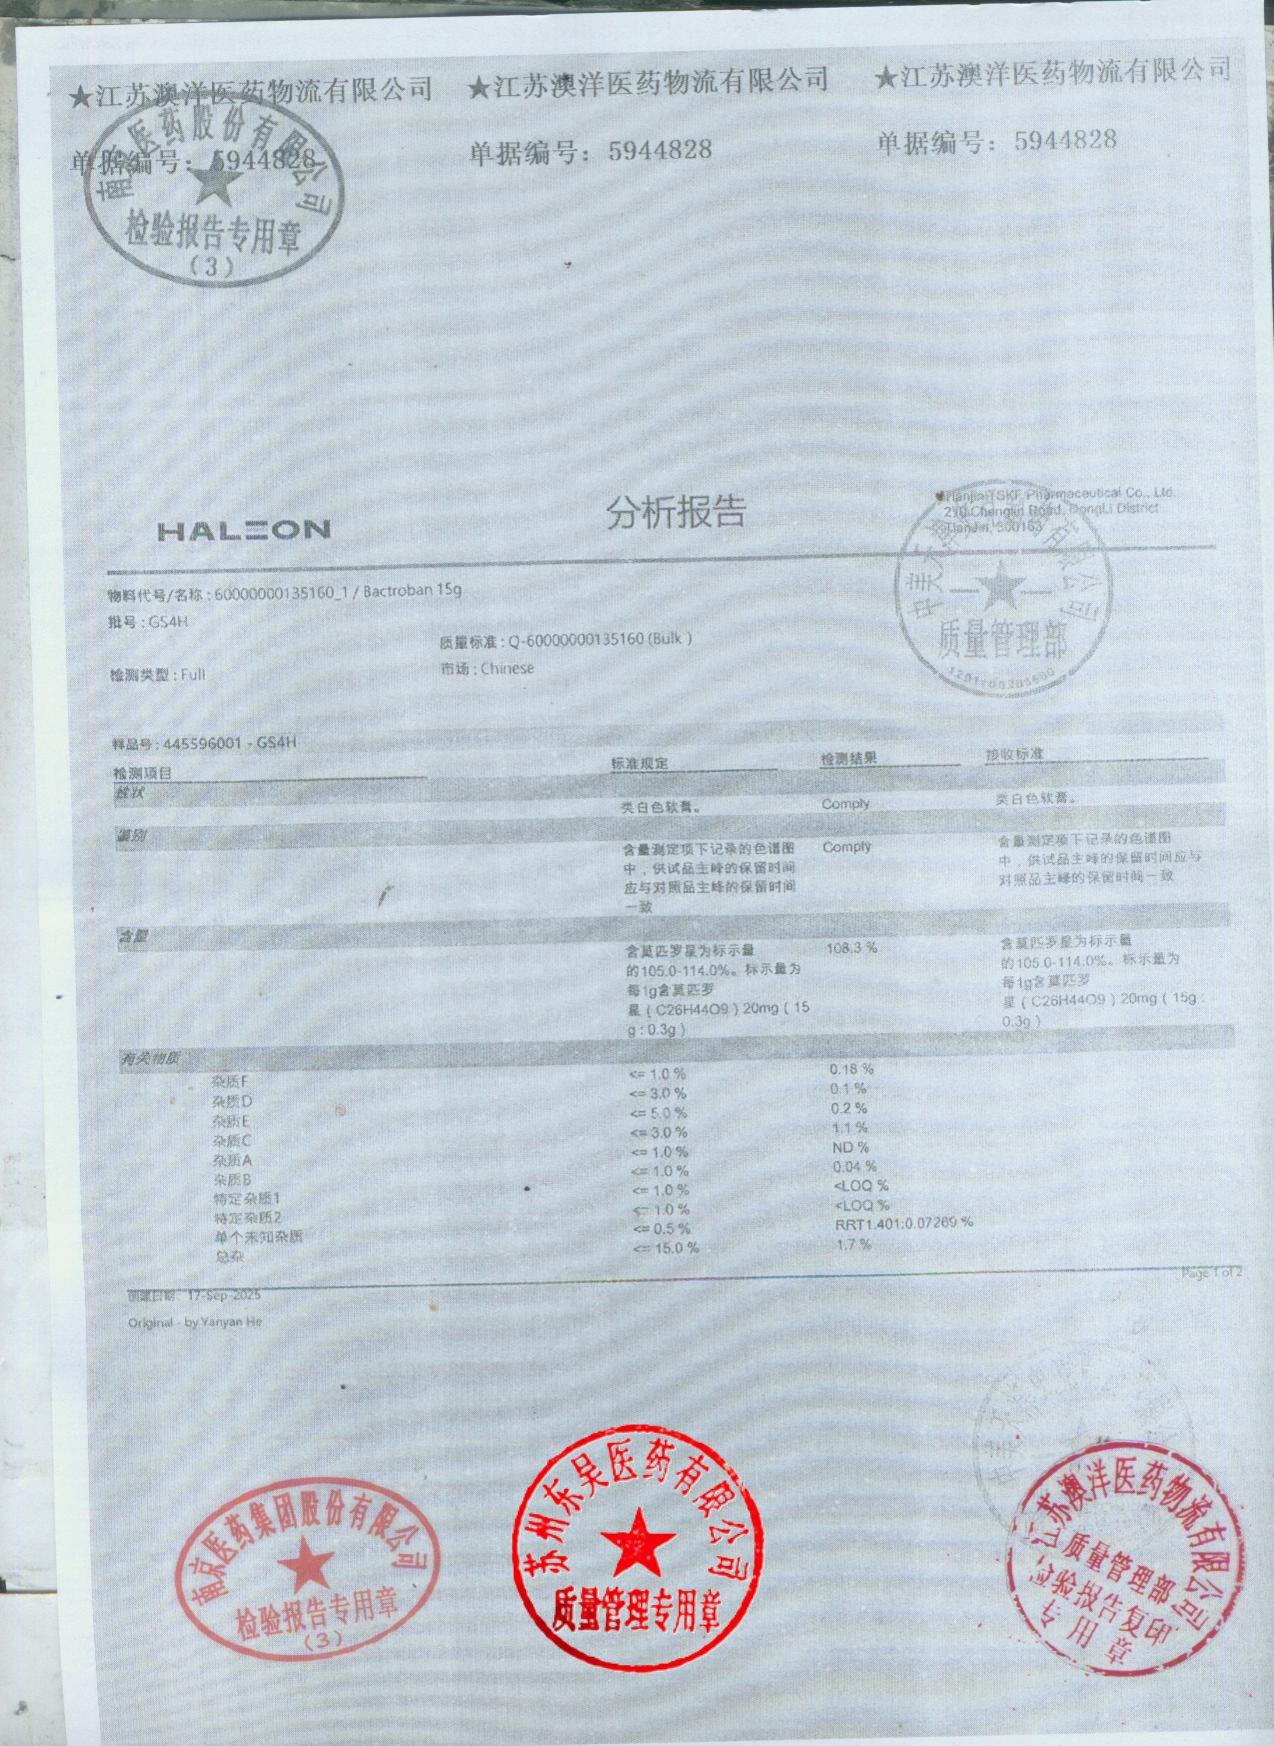 ★江苏澳洋医药物流有限公司 ★江苏澳洋医药物流有限公司 ★江苏澳洋医药物流有限公司
单据编号：5944828 单据编号：5944828 单据编号：5944828
检验报告专用章
（3）
HALEON
分析报告
Tianjian SKF Pharmaceutical Co., Ltd.
210 Chenglin Road, DongLi District
TianJin, 300163
质量管理部
物料代号/名称 : 60000000135160_1 / Bactroban 15g
批号 : GS4H
质量标准 : Q-60000000135160 (Bulk )
检测类型 : Full
市场 : Chinese
样品号 : 445596001 - GS4H
检测项目 标准规定 检测结果 接收标准
性状
类白色软膏。 Comply 类白色软膏。
鉴别
含量测定项下记录的色谱图 Comply 含量测定项下记录的色谱图
中，供试品主峰的保留时间 中，供试品主峰的保留时间应与
应与对照品主峰的保留时间 对照品主峰的保留时间一致
一致
含量
含莫匹罗星为标示量 108.3 % 含莫匹罗星为标示量
的105.0-114.0%。标示量为 的105.0-114.0%。标示量为
每1g含莫匹罗 每1g含莫匹罗
星（C26H44O9）20mg（15 星（C26H44O9）20mg（15g :
g : 0.3g） 0.3g）
有关物质
杂质F <= 1.0 % 0.18 %
杂质D <= 3.0 % 0.1 %
杂质E <= 5.0 % 0.2 %
杂质C <= 3.0 % 1.1 %
杂质A <= 1.0 % ND %
杂质B <= 1.0 % 0.04 %
特定杂质1 <= 1.0 % <LOQ %
特定杂质2 <= 1.0 % <LOQ %
单个未知杂质 <= 0.5 % RRT1.401:0.07269 %
总杂 <= 15.0 % 1.7 %
Page 1 of 2
创建日期: 17-Sep-2025
Original - by Yanyan He
南京医药集团股份有限公司
检验报告专用章
（3）
苏州东吴医药有限公司
质量管理专用章
江苏澳洋医药物流有限公司
质量管理部
检验报告复印
专用章